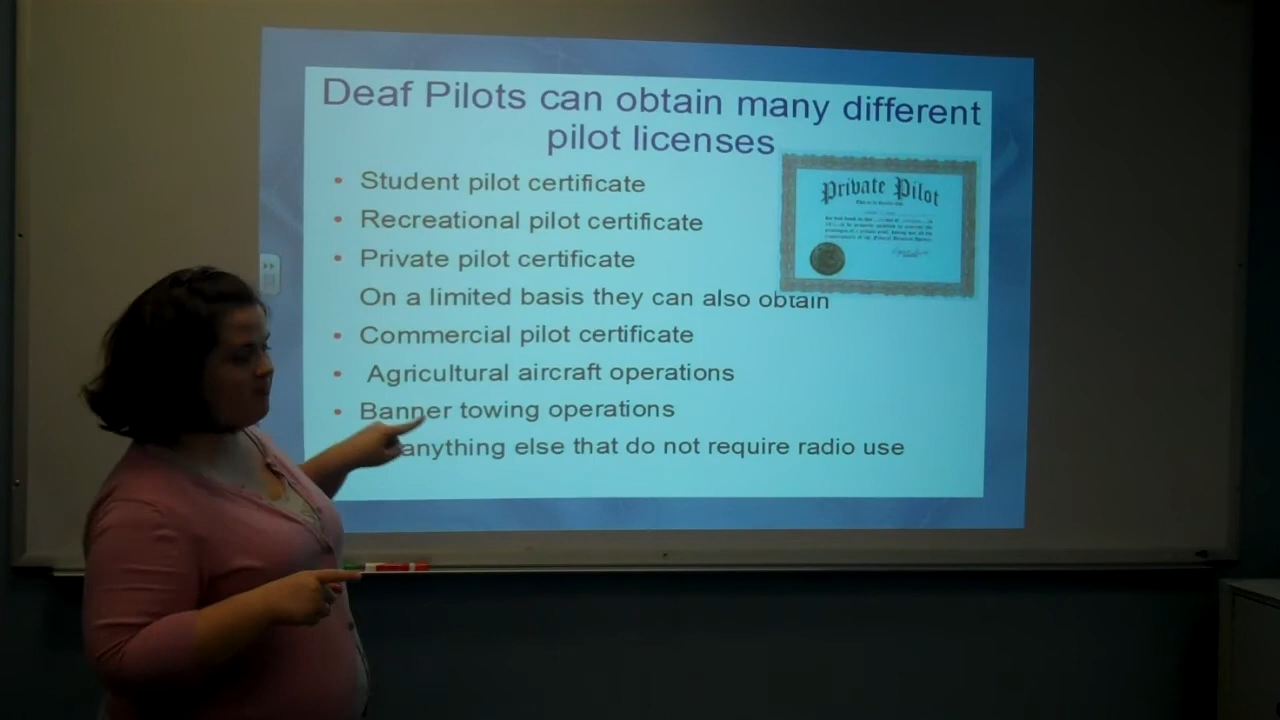 Deaf Pilots can obtain many different
pilot licenses
• Student pilot certificate
• Recreational pilot certificate
• Private pilot certificate
On a limited basis they can also obtain
• Commercial pilot certificate
• Agricultural aircraft operations
• Banner towing operations
anything else that do not require radio use
Private Pilot